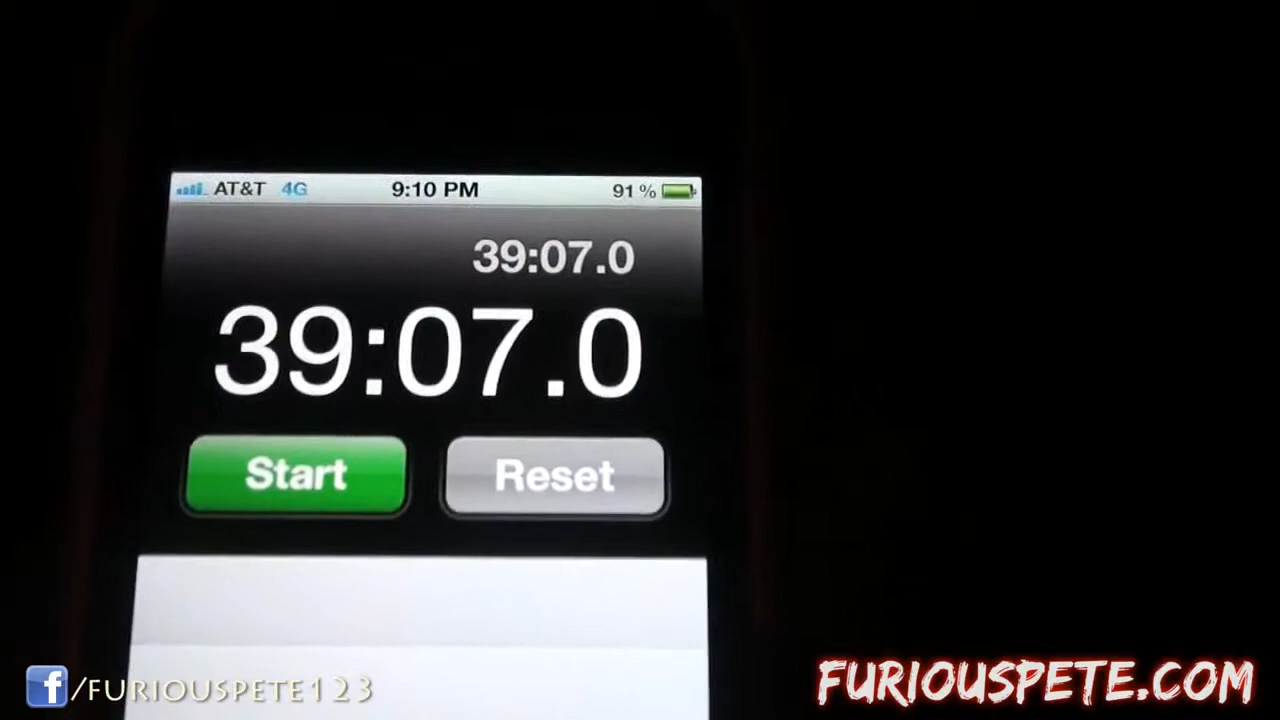 AT&T 4G 9:10 PM 91 %
39:07.0
39:07.0
Start Reset
f/FURIOUSPETE123
FURIOUSPETE.COM